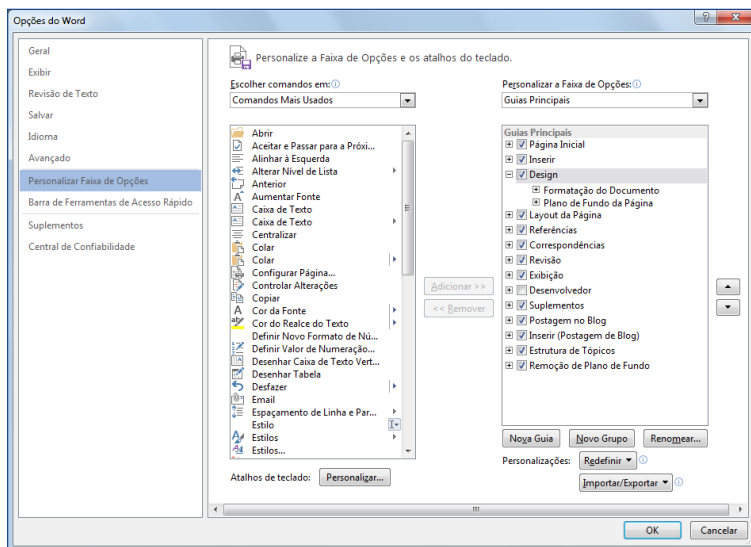 Opções do Word
Geral
Exibir
Revisão de Texto
Salvar
Idioma
Avançado
Personalizar Faixa de Opções
Barra de Ferramentas de Acesso Rápido
Suplementos
Central de Confiabilidade
Personalize a Faixa de Opções e os atalhos do teclado.
Escolher comandos em:
Comandos Mais Usados
Abrir
Aceitar e Passar para a Próxi...
Alinhar à Esquerda
Alterar Nível de Lista
Anterior
Aumentar Fonte
Caixa de Texto
Caixa de Texto
Centralizar
Colar
Colar
Configurar Página...
Controlar Alterações
Copiar
Cor da Fonte
Cor do Realce do Texto
Definir Novo Formato de Nú...
Definir Valor de Numeração...
Desenhar Caixa de Texto Vert...
Desenhar Tabela
Desfazer
Email
Espaçamento de Linha e Par...
Estilo
Estilos
Estilos...
Atalhos de teclado: Personalizar...
Adicionar >>
<< Remover
Personalizar a Faixa de Opções:
Guias Principais
Guias Principais
Página Inicial
Inserir
Design
Formatação do Documento
Plano de Fundo da Página
Layout da Página
Referências
Correspondências
Revisão
Exibição
Desenvolvedor
Suplementos
Postagem no Blog
Inserir (Postagem de Blog)
Estrutura de Tópicos
Remoção de Plano de Fundo
Nova Guia Novo Grupo Renomear...
Personalizações: Redefinir
Importar/Exportar
OK Cancelar